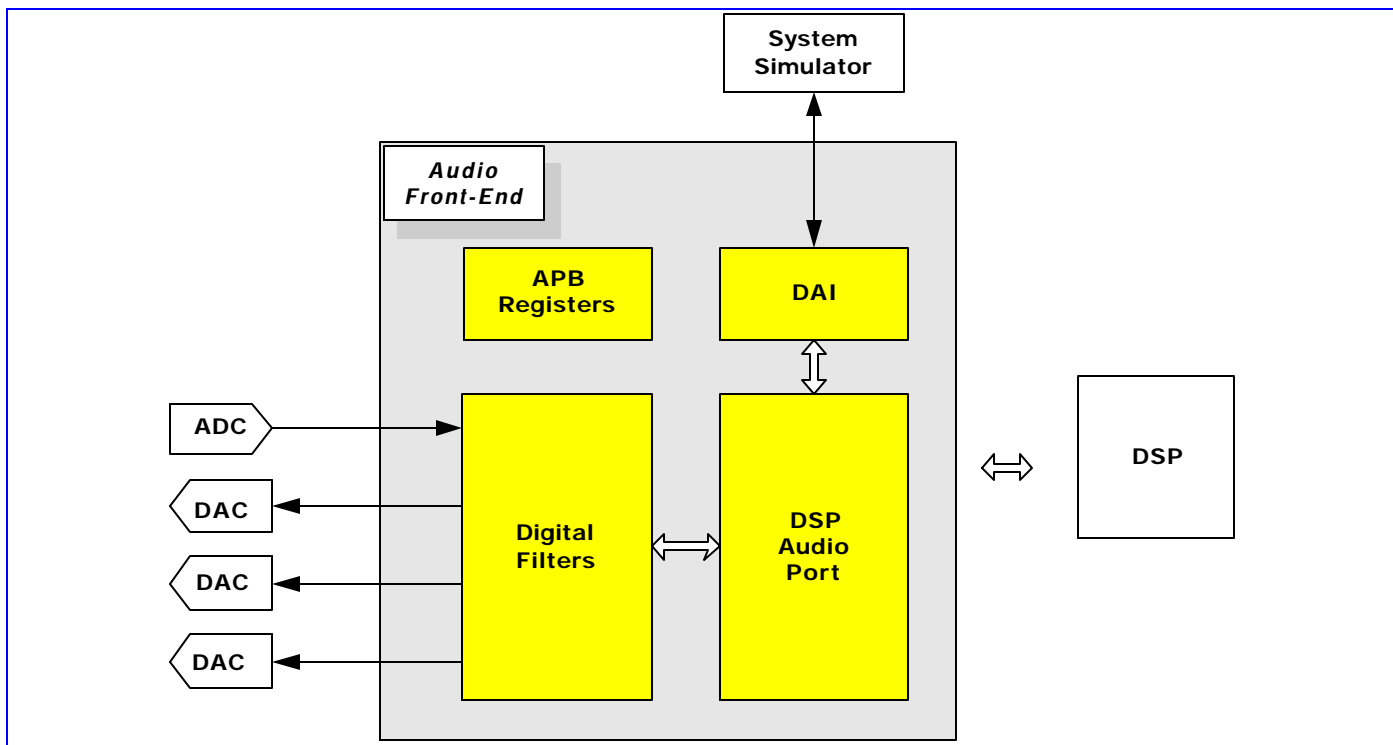 System
Simulator
Audio
Front-End
APB
Registers
DAI
ADC
DAC
DAC
DAC
Digital
Filters
DSP
Audio
Port
DSP